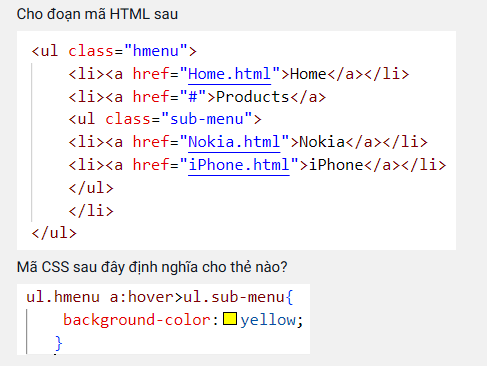 Cho đoạn mã HTML sau
<ul class="hmenu">
<li><a href="Home.html">Home</a></li>
<li><a href="#">Products</a>
<ul class="sub-menu">
<li><a href="Nokia.html">Nokia</a></li>
<li><a href="iPhone.html">iPhone</a></li>
</ul>
</li>
</ul>
Mã CSS sau đây định nghĩa cho thẻ nào?
ul.hmenu a:hover>ul.sub-menu{
background-color:yellow;
}